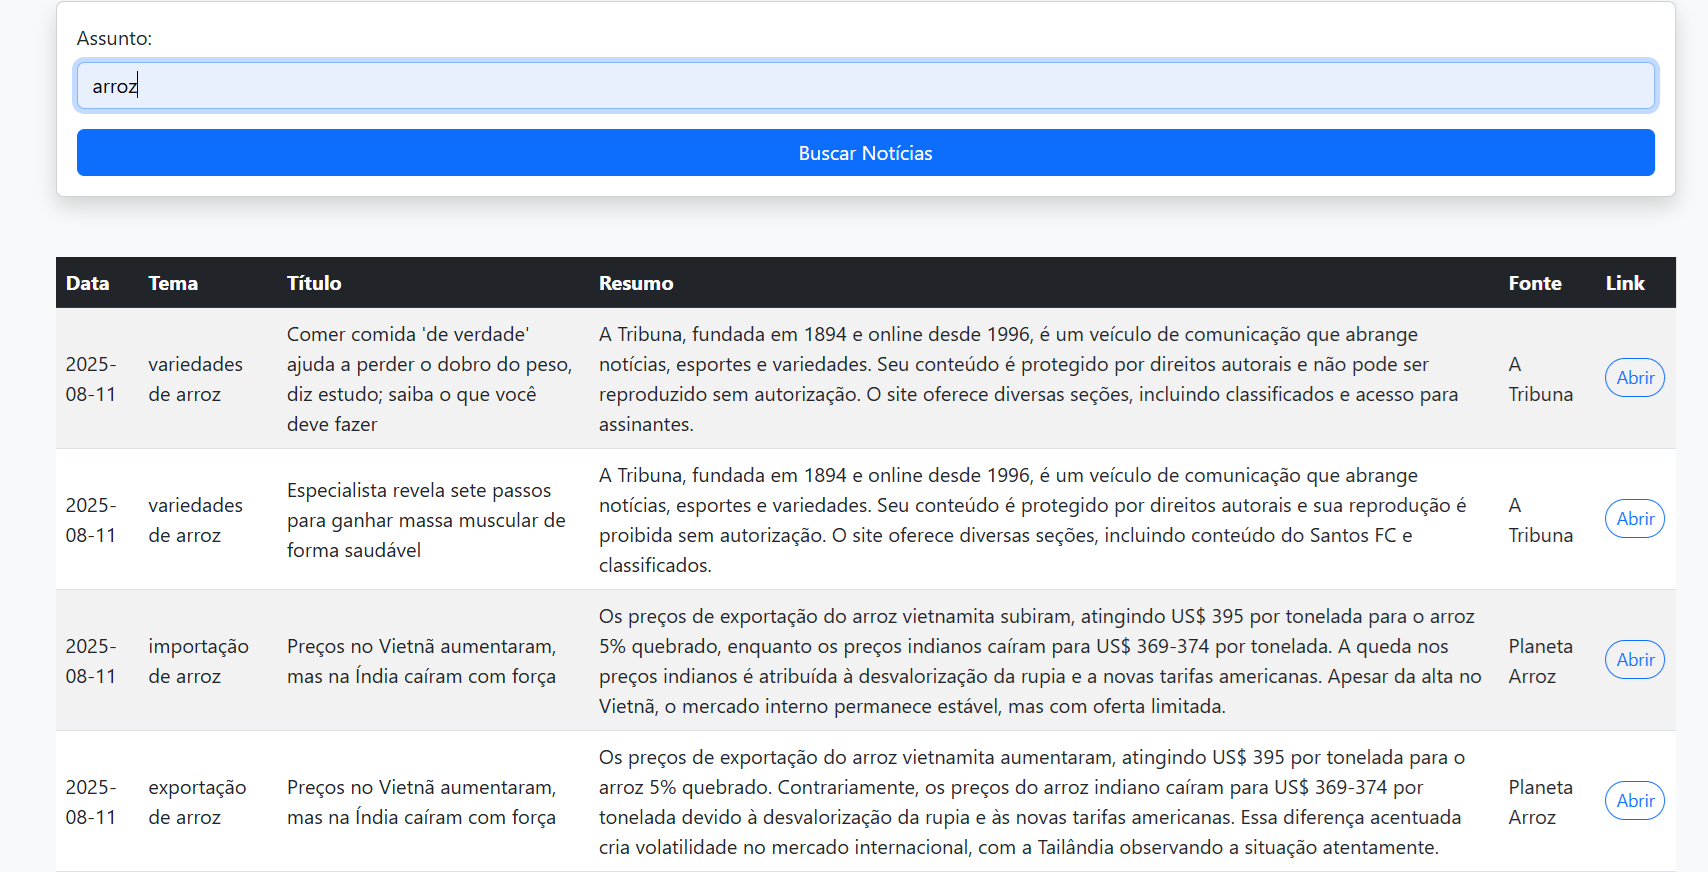 Assunto:
arroz
Buscar Notícias
Data Tema Título Resumo Fonte Link
2025-
08-11
variedades
de arroz
Comer comida 'de verdade'
ajuda a perder o dobro do peso,
diz estudo; saiba o que você
deve fazer
A Tribuna, fundada em 1894 e online desde 1996, é um veículo de comunicação que abrange
notícias, esportes e variedades. Seu conteúdo é protegido por direitos autorais e não pode ser
reproduzido sem autorização. O site oferece diversas seções, incluindo classificados e acesso para
assinantes.
A
Tribuna
Abrir
2025-
08-11
variedades
de arroz
Especialista revela sete passos
para ganhar massa muscular de
forma saudável
A Tribuna, fundada em 1894 e online desde 1996, é um veículo de comunicação que abrange
notícias, esportes e variedades. Seu conteúdo é protegido por direitos autorais e sua reprodução é
proibida sem autorização. O site oferece diversas seções, incluindo conteúdo do Santos FC e
classificados.
A
Tribuna
Abrir
2025-
08-11
importação
de arroz
Preços no Vietnã aumentaram,
mas na Índia caíram com força
Os preços de exportação do arroz vietnamita subiram, atingindo US$ 395 por tonelada para o arroz
5% quebrado, enquanto os preços indianos caíram para US$ 369-374 por tonelada. A queda nos
preços indianos é atribuída à desvalorização da rupia e a novas tarifas americanas. Apesar da alta no
Vietnã, o mercado interno permanece estável, mas com oferta limitada.
Planeta
Arroz
Abrir
2025-
08-11
exportação
de arroz
Preços no Vietnã aumentaram,
mas na Índia caíram com força
Os preços de exportação do arroz vietnamita aumentaram, atingindo US$ 395 por tonelada para o
arroz 5% quebrado. Contrariamente, os preços do arroz indiano caíram para US$ 369-374 por
tonelada devido à desvalorização da rupia e às novas tarifas americanas. Essa diferença acentuada
cria volatilidade no mercado internacional, com a Tailândia observando a situação atentamente.
Planeta
Arroz
Abrir